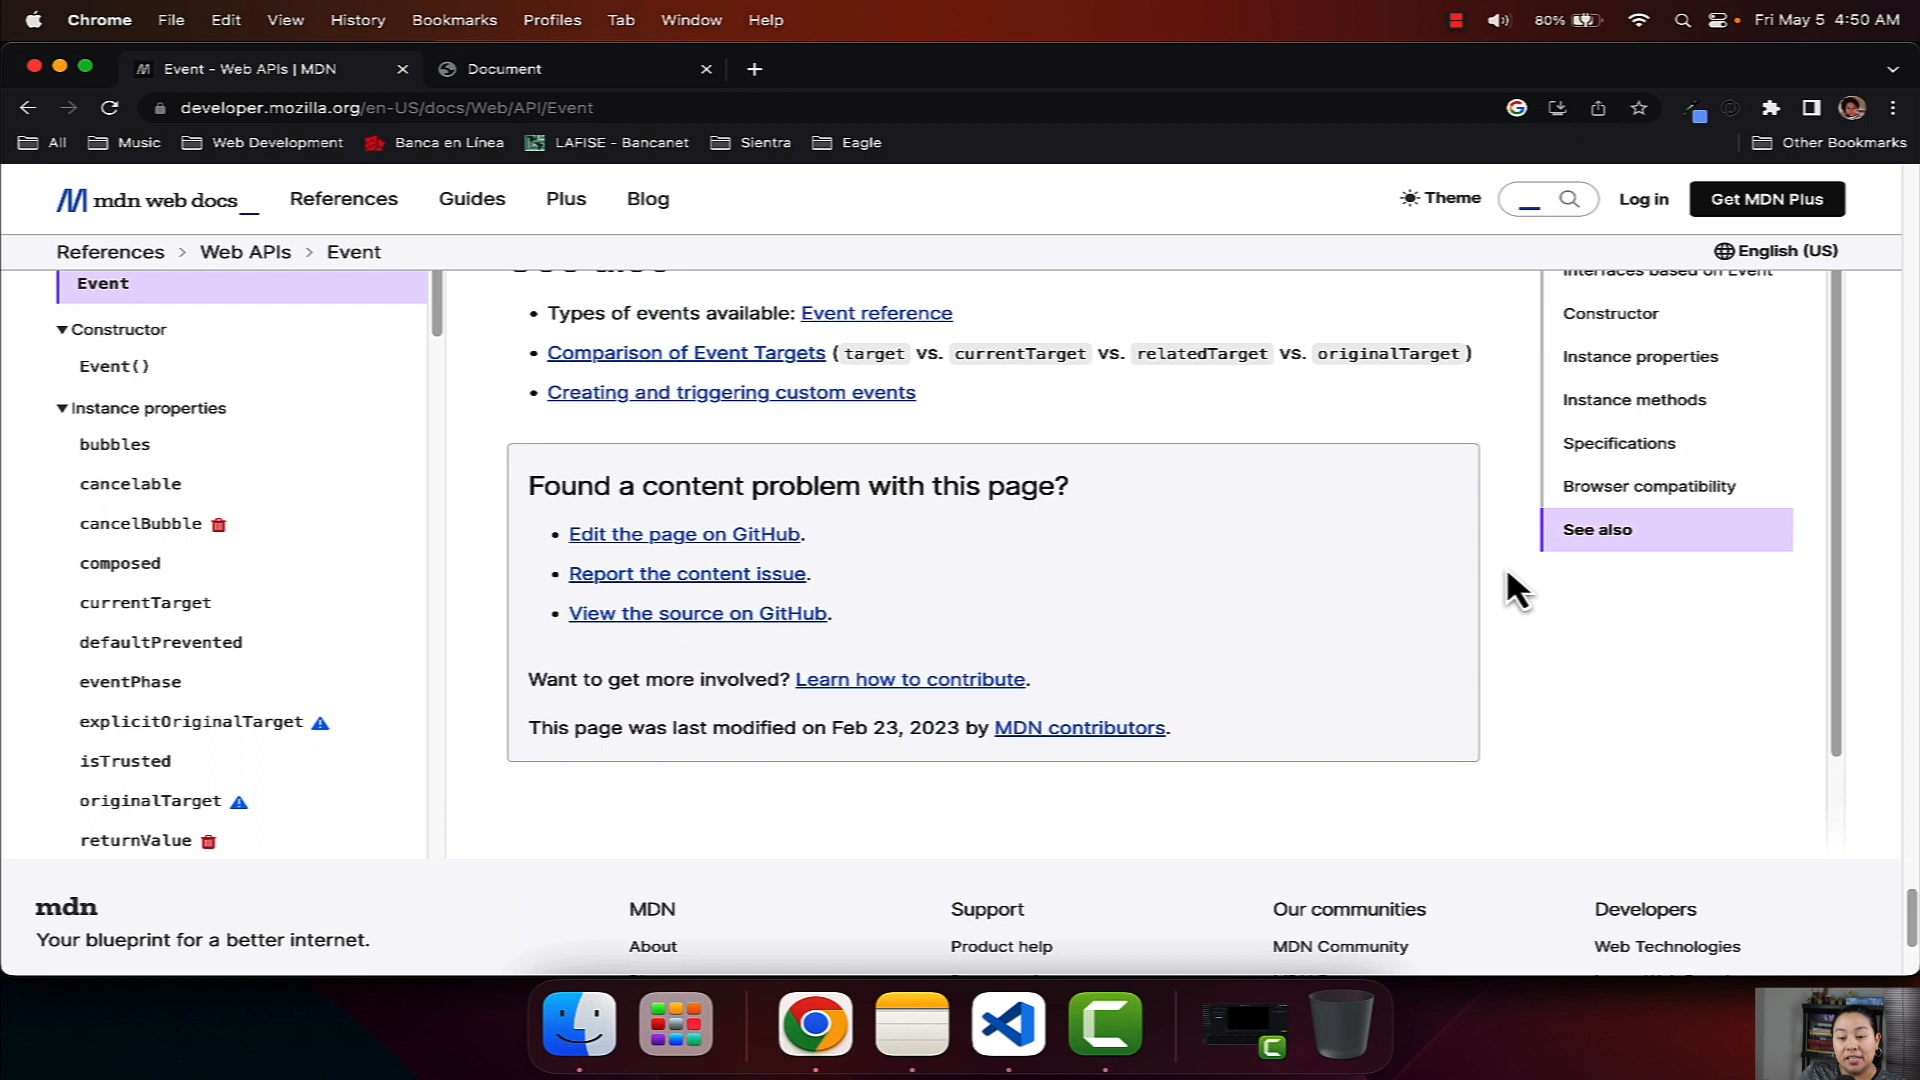 Chrome File Edit View History Bookmarks Profiles Tab Window Help 80% Fri May 5 4:50 AM
Event - Web APIs | MDN Document
developer.mozilla.org/en-US/docs/Web/API/Event
All Music Web Development Banca en Línea LAFISE - Bancanet Sientra Eagle Other Bookmarks
mdn web docs_ References Guides Plus Blog Theme Log in Get MDN Plus
References > Web APIs > Event English (US)
Event
Constructor
Event()
Instance properties
bubbles
cancelable
cancelBubble
composed
currentTarget
defaultPrevented
eventPhase
explicitOriginalTarget
isTrusted
originalTarget
returnValue
• Types of events available: Event reference
• Comparison of Event Targets (target vs. currentTarget vs. relatedTarget vs. originalTarget)
• Creating and triggering custom events
Found a content problem with this page?
• Edit the page on GitHub.
• Report the content issue.
• View the source on GitHub.
Want to get more involved? Learn how to contribute.
This page was last modified on Feb 23, 2023 by MDN contributors.
Interfaces based on Event
Constructor
Instance properties
Instance methods
Specifications
Browser compatibility
See also
mdn
Your blueprint for a better internet.
MDN
About
Support
Product help
Our communities
MDN Community
Developers
Web Technologies